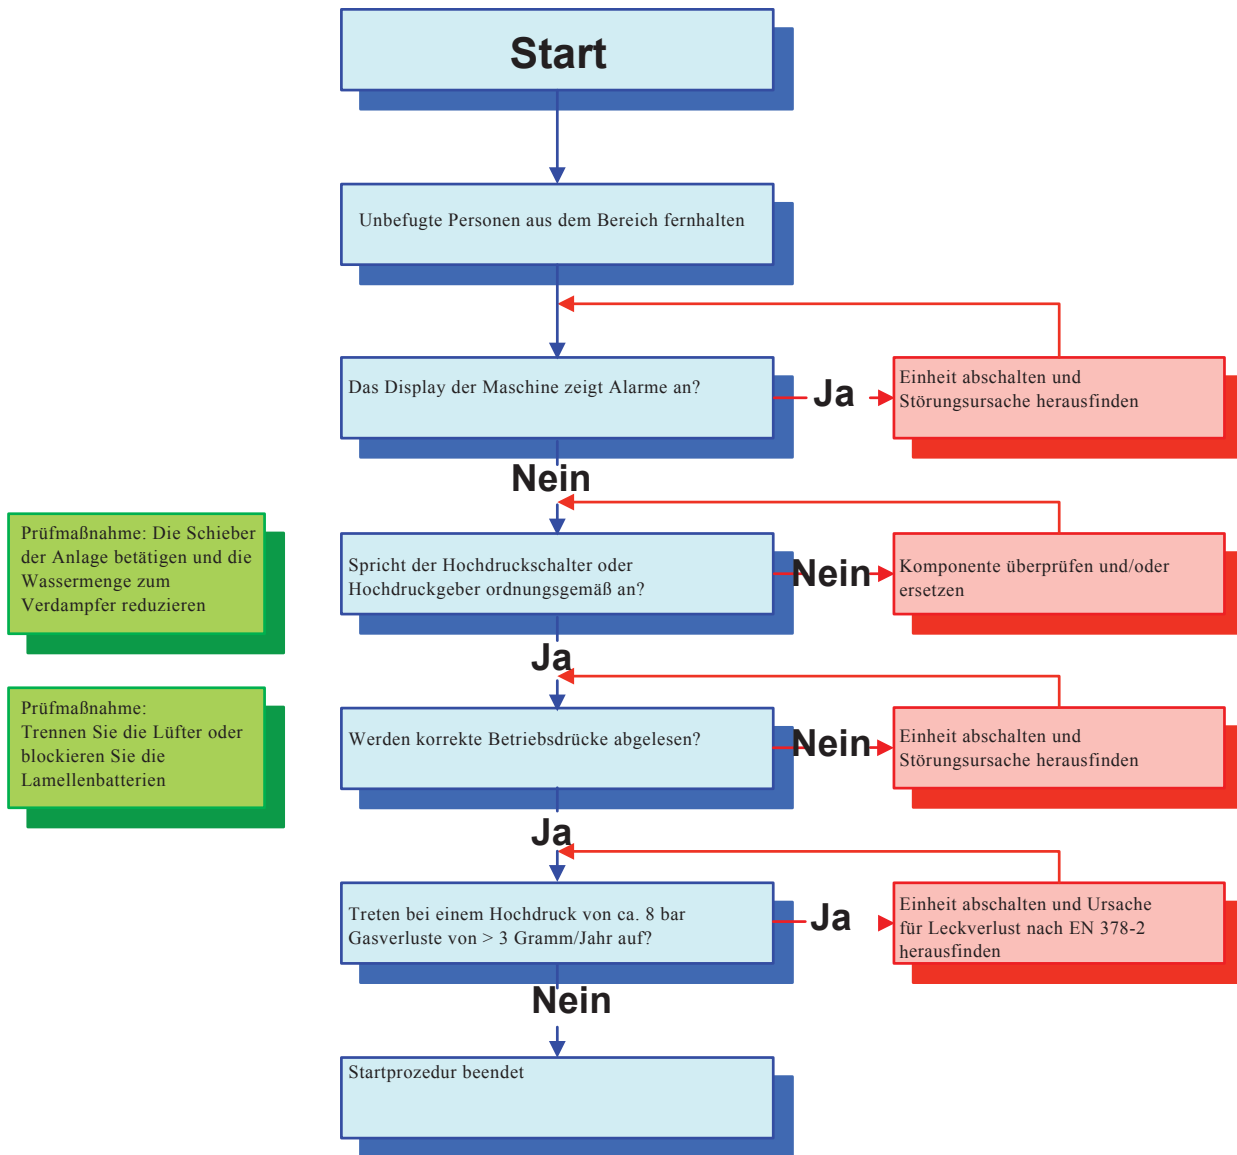 Start
Unbefugte Personen aus dem Bereich fernhalten
Das Display der Maschine zeigt Alarme an?
Ja
Einheit abschalten und
Störungsursache herausfinden
Nein
Prüfmaßnahme: Die Schieber
der Anlage betätigen und die
Wassermenge zum
Verdampfer reduzieren
Spricht der Hochdruckschalter oder
Hochdruckgeber ordnungsgemäß an?
Nein
Komponente überprüfen und/oder
ersetzen
Ja
Prüfmaßnahme:
Trennen Sie die Lüfter oder
blockieren Sie die
Lamellenbatterien
Werden korrekte Betriebsdrücke abgelesen?
Nein
Einheit abschalten und
Störungsursache herausfinden
Ja
Treten bei einem Hochdruck von ca. 8 bar
Gasverluste von > 3 Gramm/Jahr auf?
Ja
Einheit abschalten und Ursache
für Leckverlust nach EN 378-2
herausfinden
Nein
Startprozedur beendet